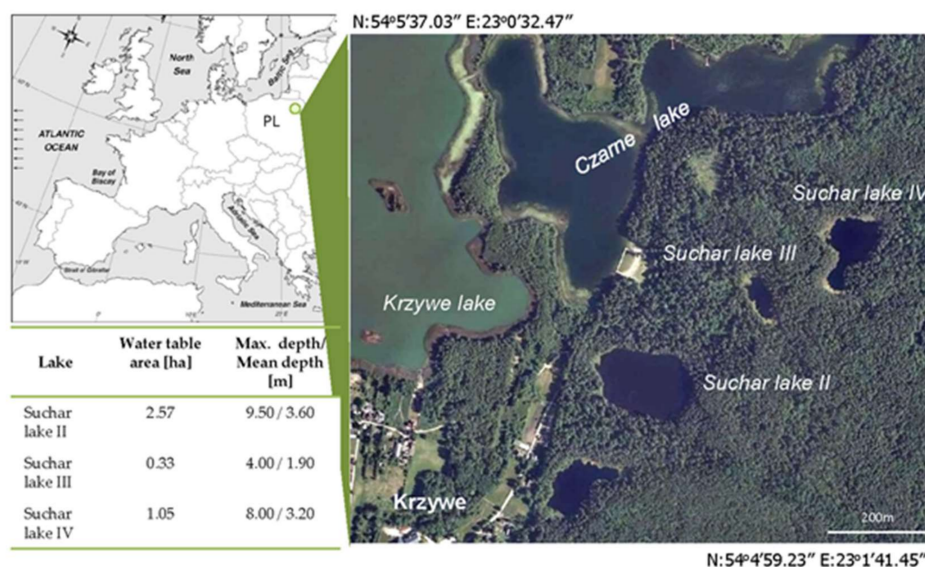 N:54°5'37.03" E:23°0'32.47"
North
Sea
Baltic Sea
PL
ATLANTIC
OCEAN
Bay of
Biscay
Adriatic
Sea
Strait of Gibraltar
Mediterranean Sea
0°
10°E
20°E
Czarne lake
Suchar lake IV
Suchar lake III
Krzywe lake
Suchar lake II
Krzywe
200m
Lake
Water table
area [ha]
Max. depth/
Mean depth
[m]
Suchar
lake II
2.57
9.50 / 3.60
Suchar
lake III
0.33
4.00 / 1.90
Suchar
lake IV
1.05
8.00 / 3.20
N:54°4'59.23" E:23°1'41.45"